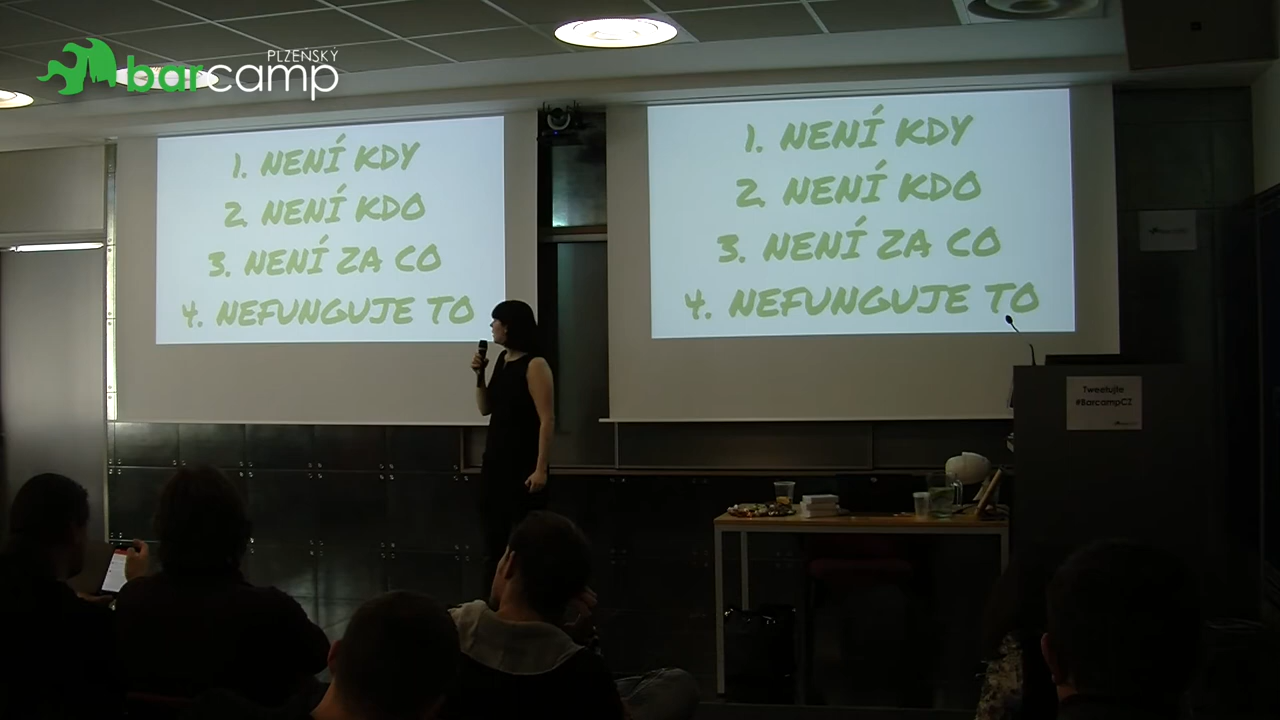 PLZEŇSKÝ
barcamp
1. NENÍ KDY
2. NENÍ KDO
3. NENÍ ZA CO
4. NEFUNGUJE TO
1. NENÍ KDY
2. NENÍ KDO
3. NENÍ ZA CO
4. NEFUNGUJE TO
Tweetujte
#BarcampCZ